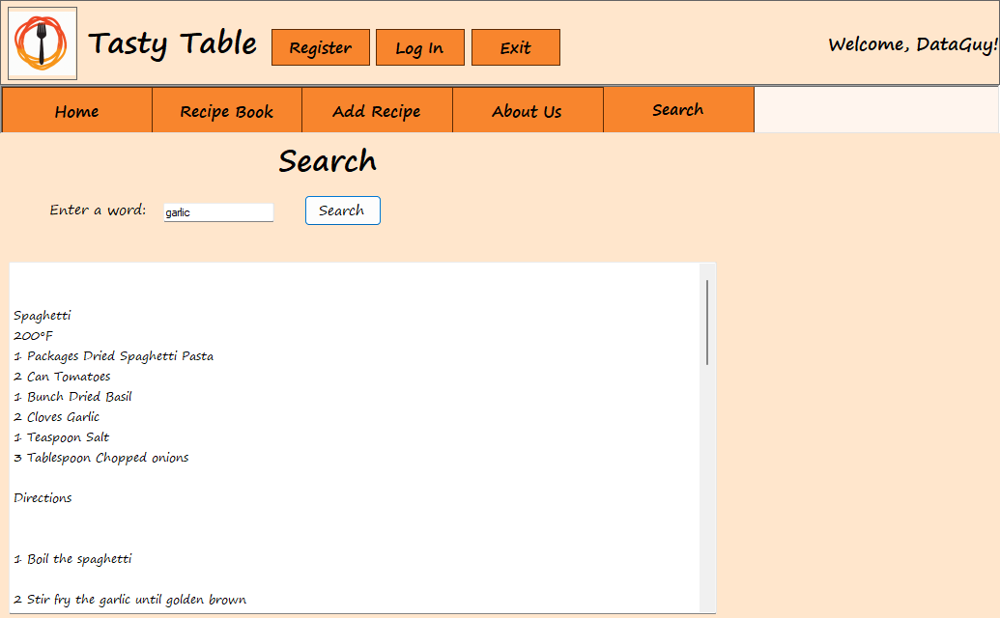 Tasty Table Register Log In Exit Welcome, DataGuy!
Home Recipe Book Add Recipe About Us Search
Search
Enter a word: garlic Search
Spaghetti
200°F
1 Packages Dried Spaghetti Pasta
2 Can Tomatoes
1 Bunch Dried Basil
2 Cloves Garlic
1 Teaspoon Salt
3 Tablespoon Chopped onions
Directions
1 Boil the spaghetti
2 Stir fry the garlic until golden brown